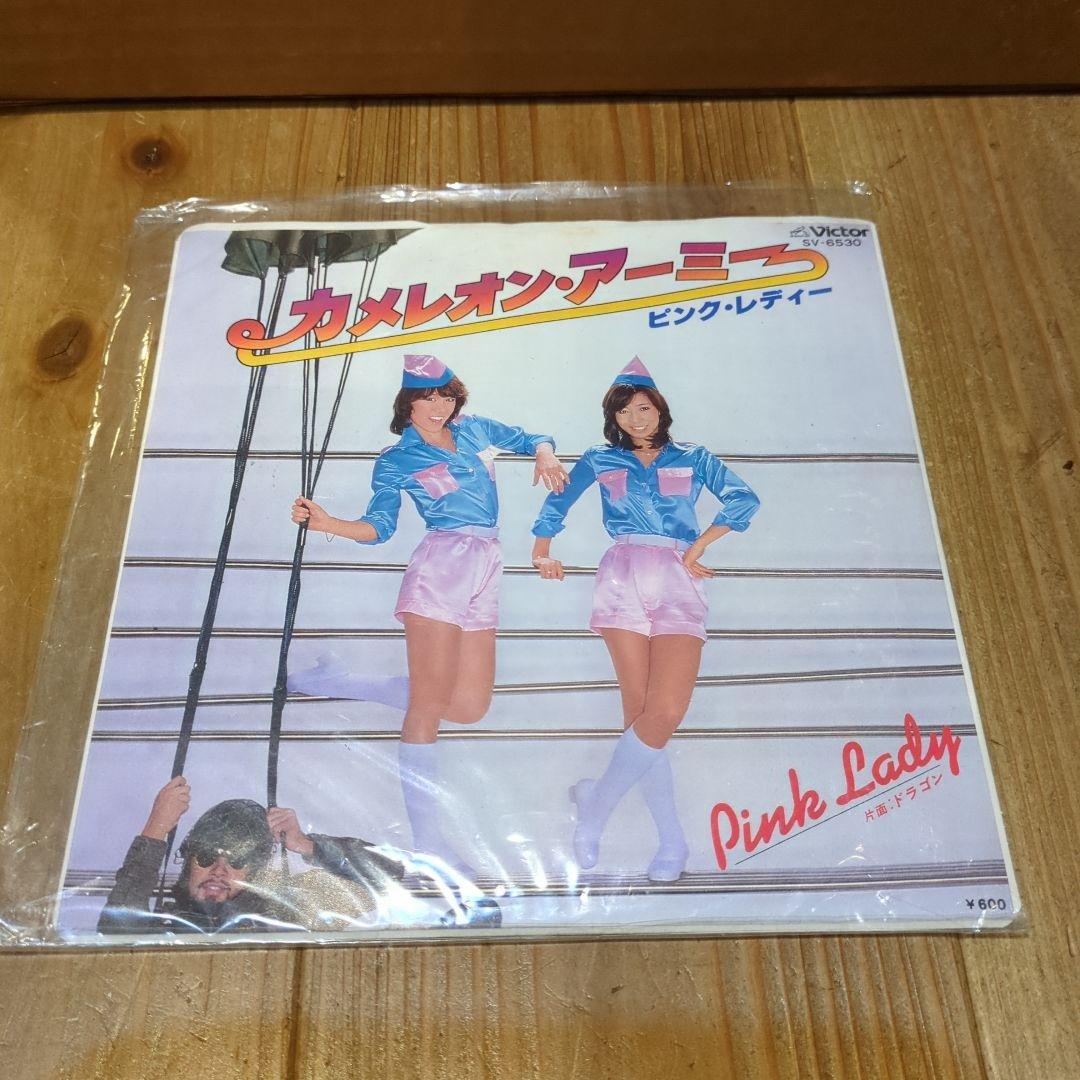 Victor
SV-6530
カメレオン・アーミー
ピンク・レディー
Pink Lady
片面:ドラゴン
¥600